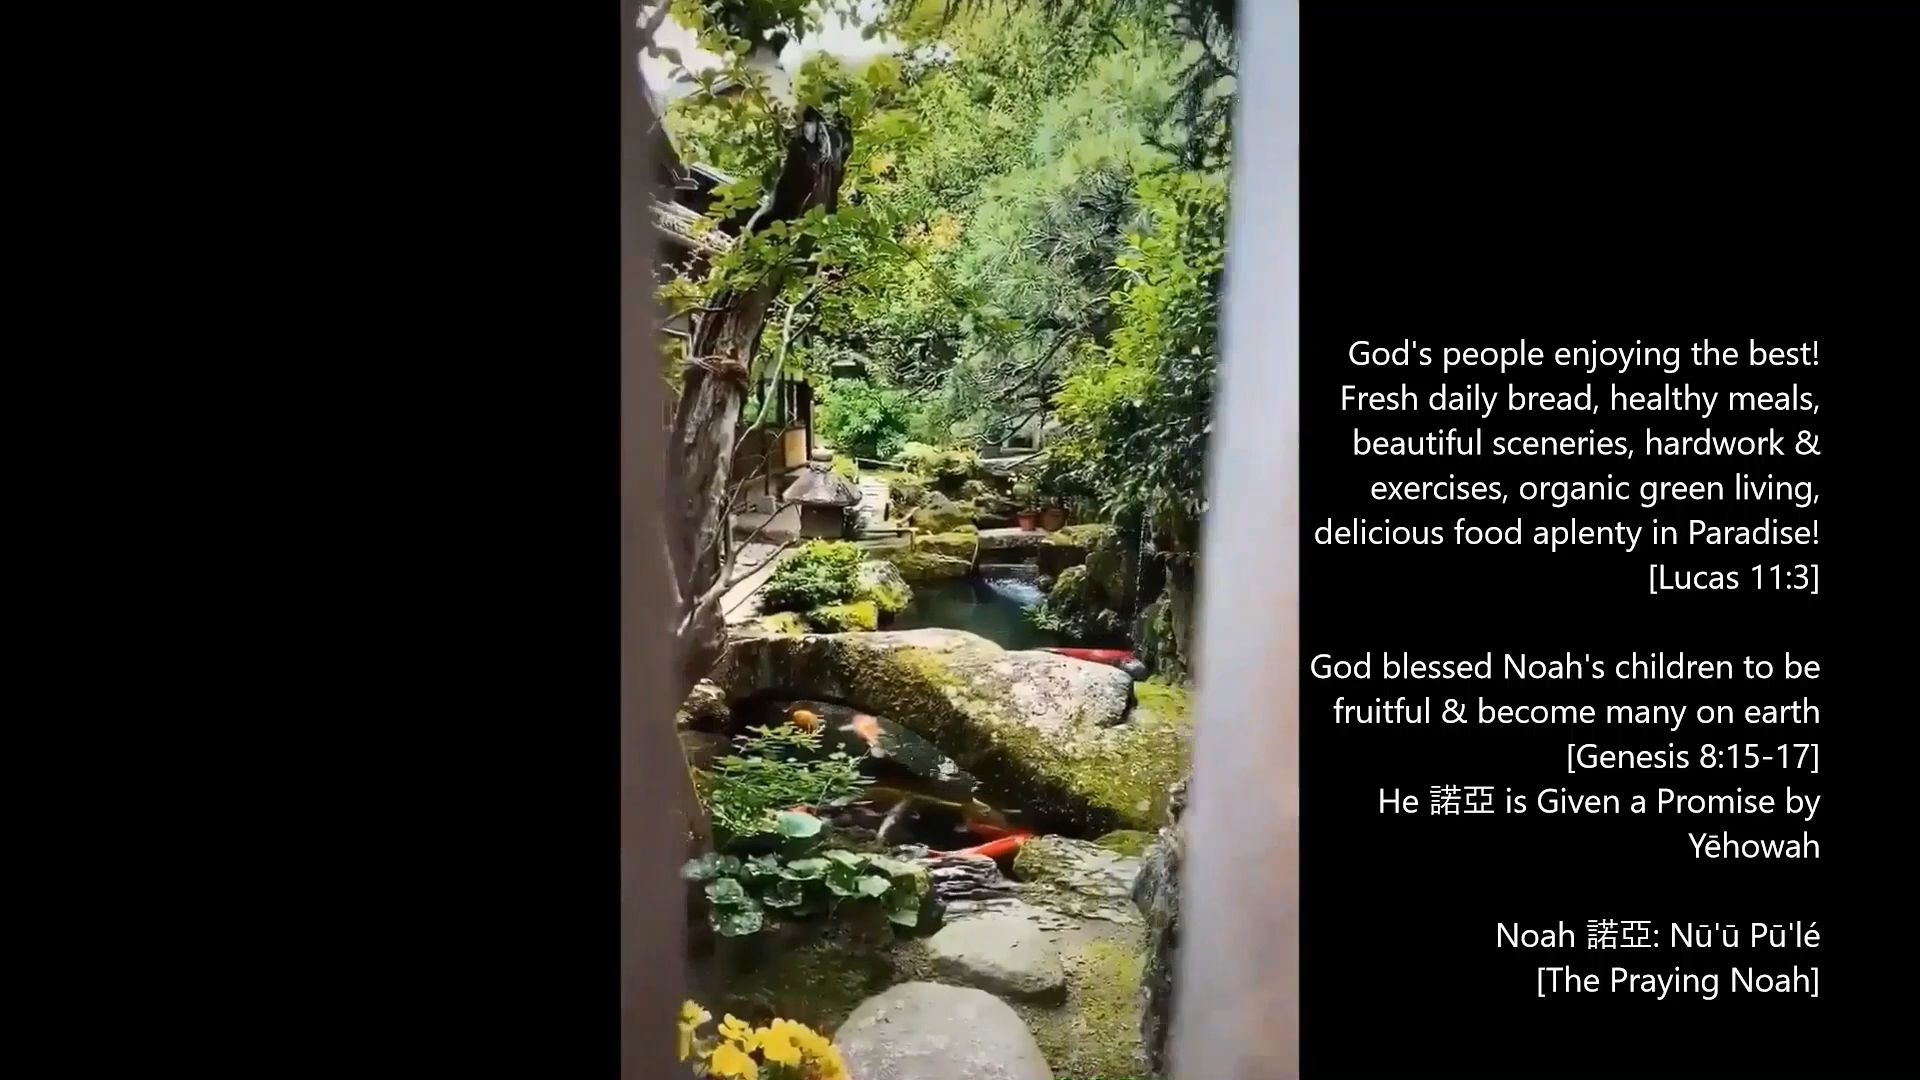 God's people enjoying the best!
Fresh daily bread, healthy meals,
beautiful sceneries, hardwork &
exercises, organic green living,
delicious food aplenty in Paradise!
[Lucas 11:3]
God blessed Noah's children to be
fruitful & become many on earth
[Genesis 8:15-17]
He 諾亞 is Given a Promise by
Yēhowah
Noah 諾亞: Nū'ū Pū'lé
[The Praying Noah]